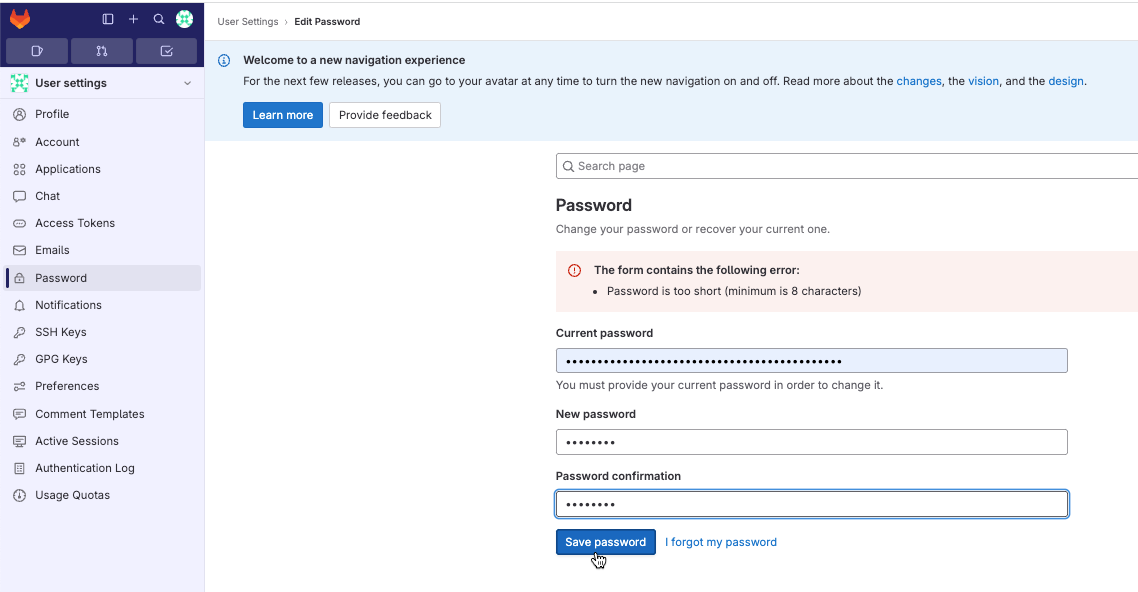 User Settings › Edit Password
User settings
Profile
Account
Applications
Chat
Access Tokens
Emails
Password
Notifications
SSH Keys
GPG Keys
Preferences
Comment Templates
Active Sessions
Authentication Log
Usage Quotas
Welcome to a new navigation experience
For the next few releases, you can go to your avatar at any time to turn the new navigation on and off. Read more about the changes, the vision, and the design.
Learn more Provide feedback
Search page
Password
Change your password or recover your current one.
The form contains the following error:
• Password is too short (minimum is 8 characters)
Current password
••••••••••••••••••••••••••••••••••••••••••••
You must provide your current password in order to change it.
New password
••••••••
Password confirmation
••••••••
Save password I forgot my password